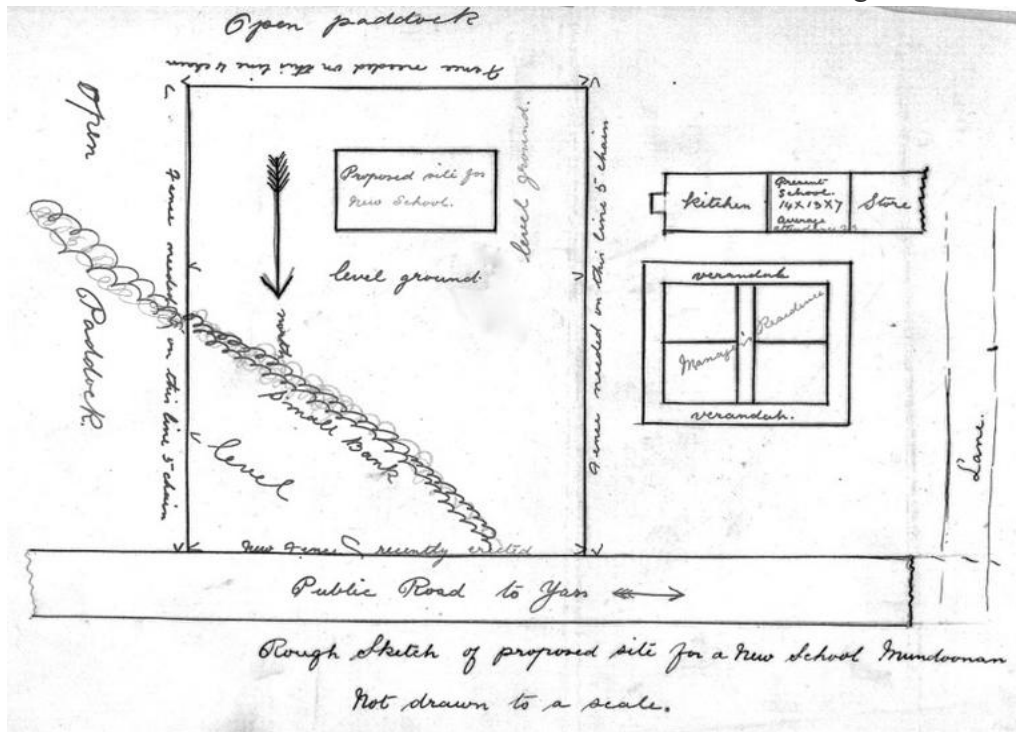 Open paddock
Fence needed on this line 4 chain
Open Paddock.
Fence needed on this line 5 chain
Proposed site for
New School.
level ground.
level ground.
north
Small Bank
level
Fence needed on this line 5 chain
New Fence recently erected
Kitchen
Present
School.
14 X 13 X 7
Average
attendance
Store
verandah
Manager's Residence
verandah.
Lane.
Public Road to Yass
Rough Sketch of proposed site for a New School Mundoonan
Not drawn to a scale.